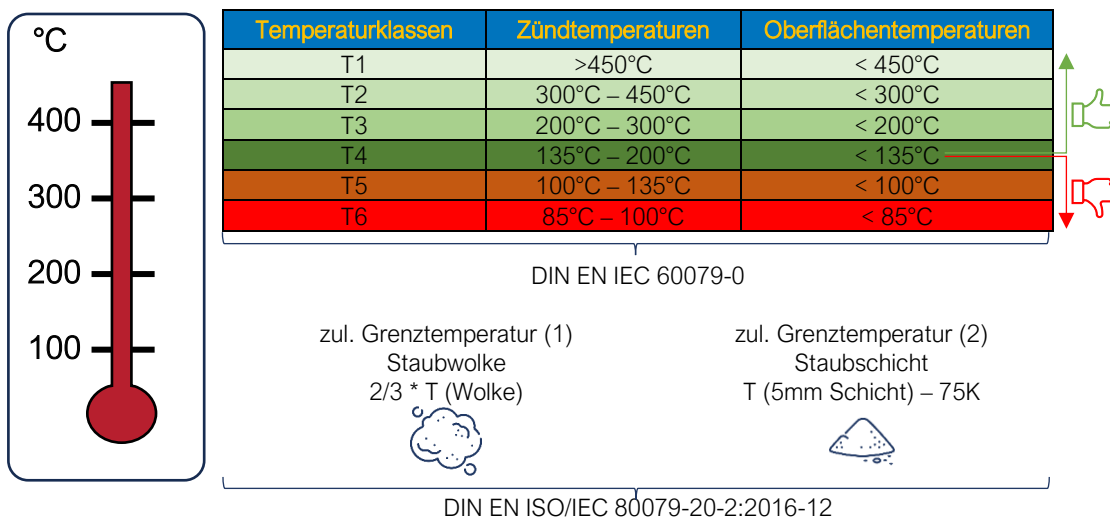 °C
400
300
200
100
Temperaturklassen Zündtemperaturen Oberflächentemperaturen
T1 >450°C < 450°C
T2 300°C – 450°C < 300°C
T3 200°C – 300°C < 200°C
T4 135°C – 200°C < 135°C
T5 100°C – 135°C < 100°C
T6 85°C – 100°C < 85°C
DIN EN IEC 60079-0
zul. Grenztemperatur (1)
Staubwolke
2/3 * T (Wolke)
zul. Grenztemperatur (2)
Staubschicht
T (5mm Schicht) – 75K
DIN EN ISO/IEC 80079-20-2:2016-12